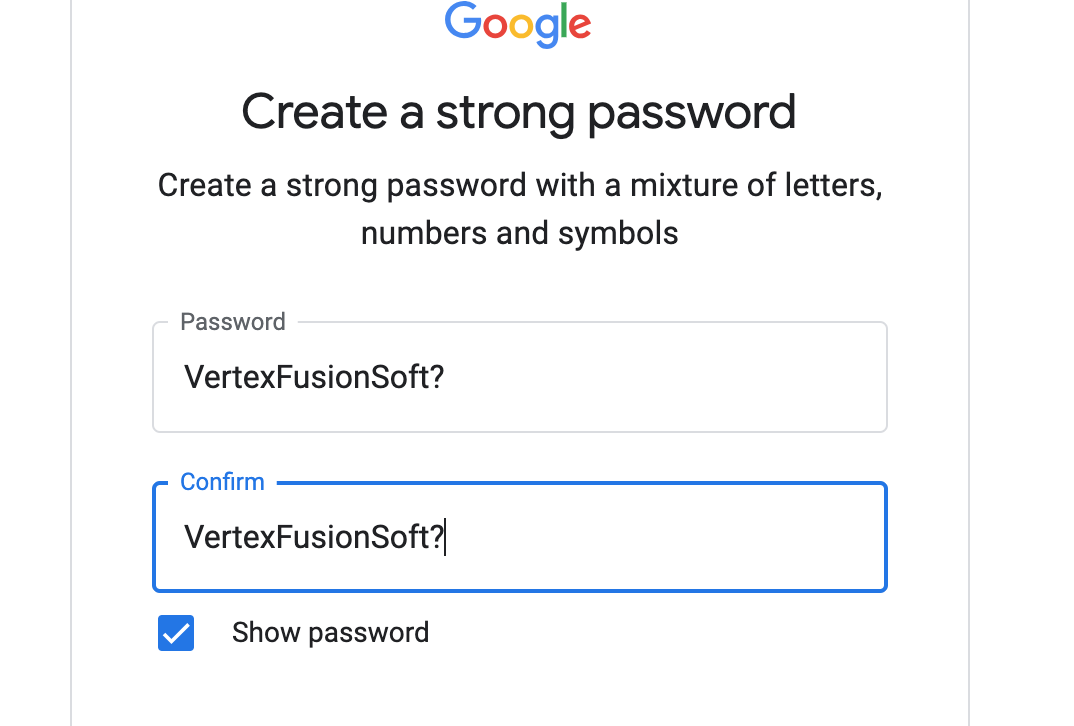 Google
Create a strong password
Create a strong password with a mixture of letters,
numbers and symbols
Password
VertexFusionSoft?
Confirm
VertexFusionSoft?
Show password